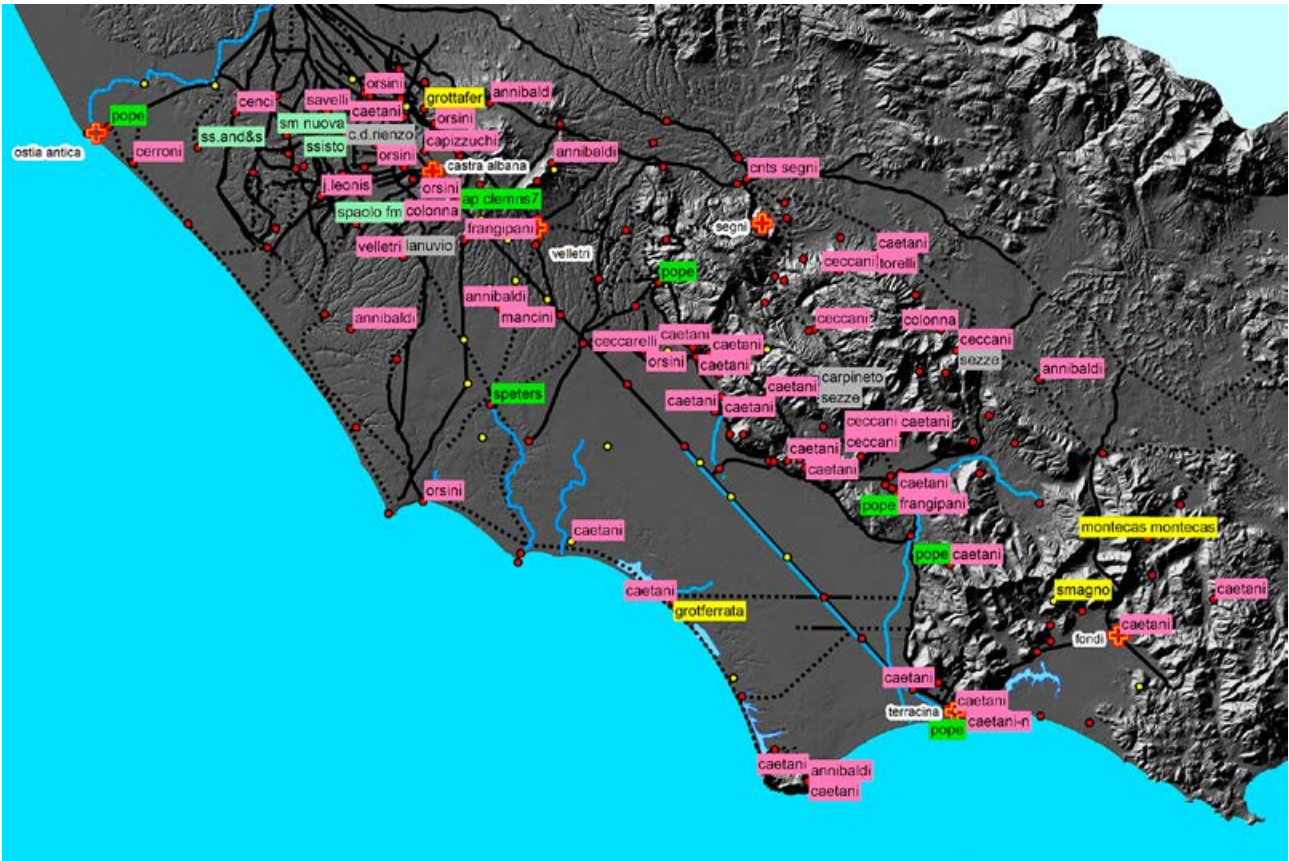 orsini
annibald
grottafer
cenci
savelli
caetani
pope
sm nuova
orsini
ss.and&s
c.d.rienzo
ssisto
capizzuchi
ostia antica
cerroni
orsini
annibaldi
castra albana
cnts segni
j.leonis
orsini
ap clemns7
spaolo fm
colonna
frangipani
segni
velletri
lanuvio
velletri
caetani
ceccani
torelli
pope
annibaldi
mancini
annibaldi
ceccani
colonna
ceccarelli
caetani
caetani
ceccani
orsini
caetani
sezze
annibaldi
caetani
carpineto
speters
sezze
caetani
caetani
ceccani
caetani
ceccani
caetani
caetani
orsini
caetani
pope
frangipani
caetani
montecas montecas
pope
caetani
caetani
smagno
caetani
grotferrata
caetani
fondi
caetani
caetani
terracina
caetani-n
pope
caetani
annibaldi
caetani